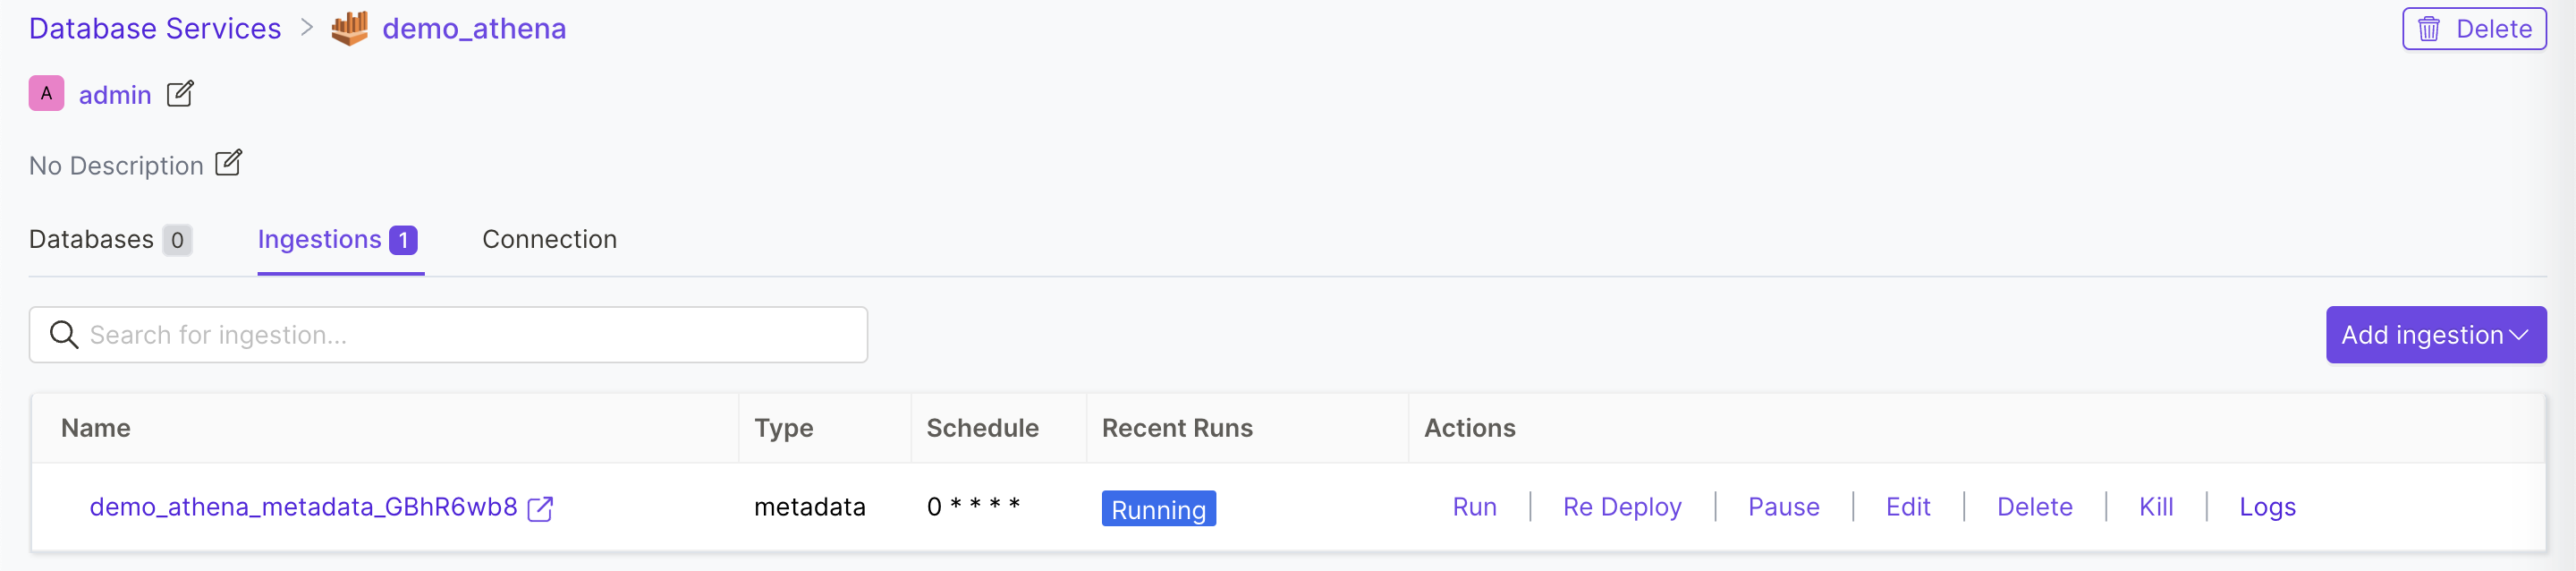 Database Services > demo_athena
Delete
A admin
No Description
Databases 0 Ingestions 1 Connection
Search for ingestion...
Add ingestion
Name Type Schedule Recent Runs Actions
demo_athena_metadata_GBhR6wb8 metadata 0 * * * * Running Run | Re Deploy | Pause | Edit | Delete | Kill | Logs